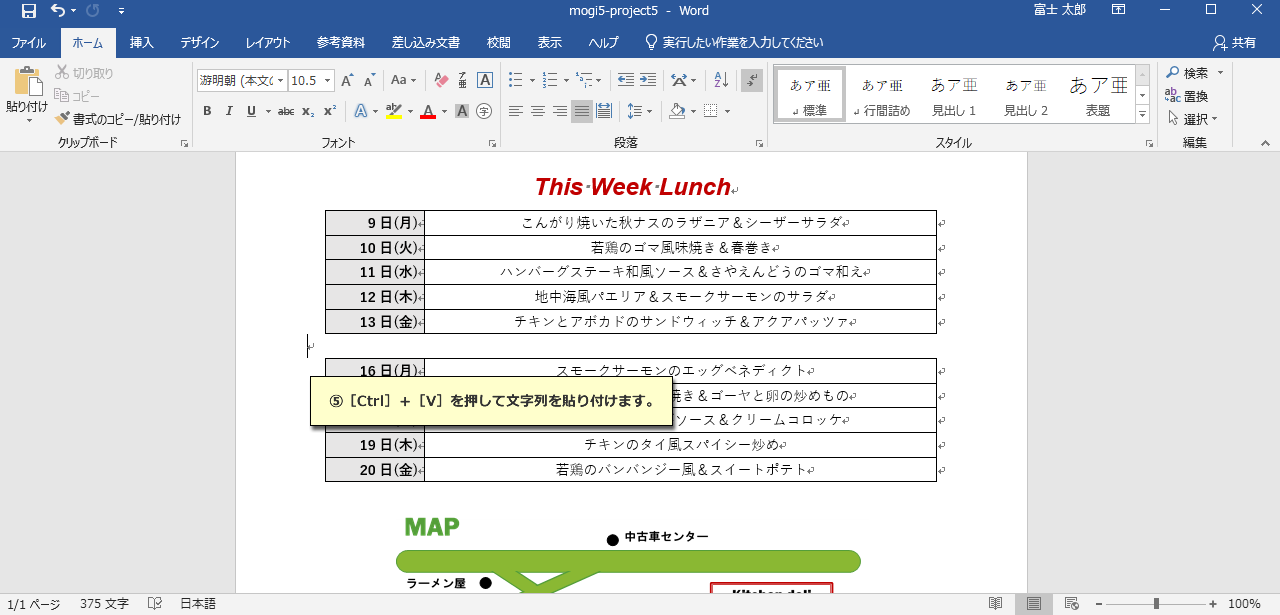 mogi5-project5 - Word
富士 太郎
ファイル ホーム 挿入 デザイン レイアウト 参考資料 差し込み文書 校閲 表示 ヘルプ 実行したい作業を入力してください 共有
貼り付け
切り取り
コピー
書式のコピー/貼り付け
クリップボード
游明朝 (本文の 10.5
フォント
段落
あア亜 あア亜 あア亜 あア亜 あア亜
標準 行間詰め 見出し 1 見出し 2 表題
スタイル
検索
置換
選択
編集
This Week Lunch
9 日(月) こんがり焼いた秋ナスのラザニア＆シーザーサラダ
10 日(火) 若鶏のゴマ風味焼き＆春巻き
11 日(水) ハンバーグステーキ和風ソース＆さやえんどうのゴマ和え
12 日(木) 地中海風パエリア＆スモークサーモンのサラダ
13 日(金) チキンとアボカドのサンドウィッチ＆アクアパッツァ
16 日(月) スモークサーモンのエッグベネディクト
焼き＆ゴーヤと卵の炒めもの
⑤［Ctrl］＋［V］を押して文字列を貼り付けます。
ソース＆クリームコロッケ
19 日(木) チキンのタイ風スパイシー炒め
20 日(金) 若鶏のバンバンジー風＆スイートポテト
MAP
中古車センター
ラーメン屋
Kitchen deli
1/1 ページ 375 文字 日本語 100%